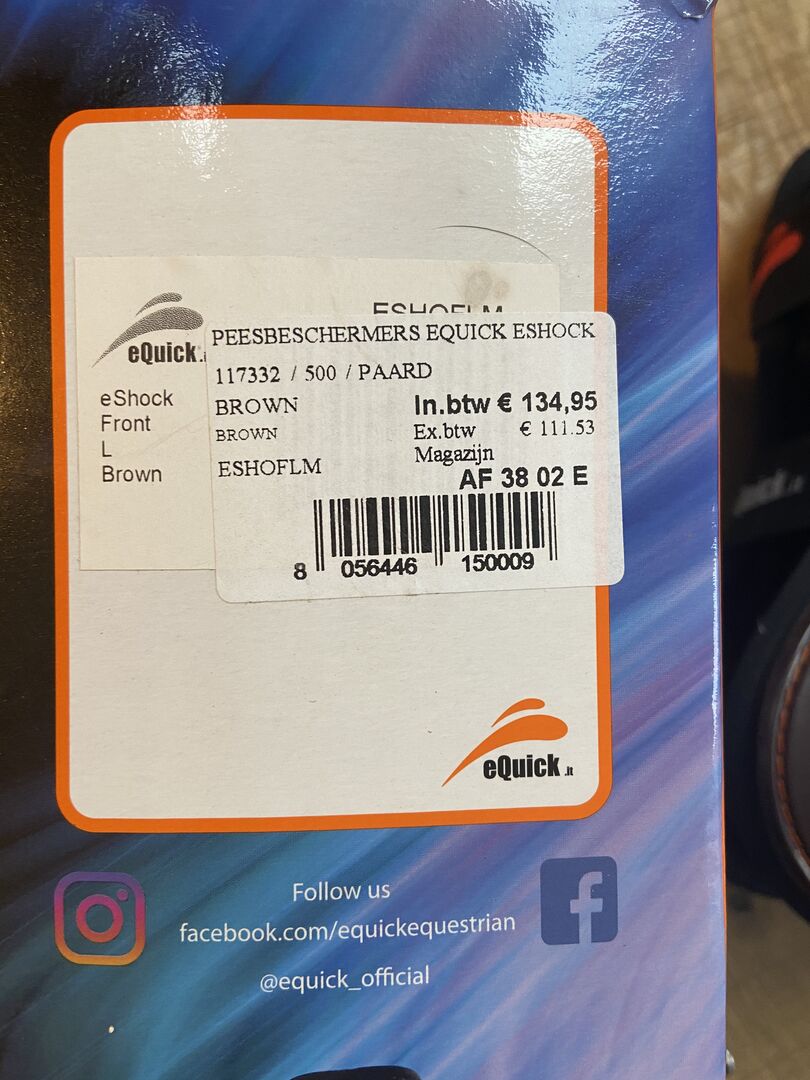 ESHOFLM
eQuick
eShock
Front
L
Brown
PEESBESCHERMERS EQUICK ESHOCK
117332 / 500 / PAARD
BROWN In.btw € 134,95
BROWN Ex.btw € 111.53
Magazijn
ESHOFLM AF 38 02 E
8 056446 150009
eQuick.it
Follow us
facebook.com/equickequestrian
@equick_official